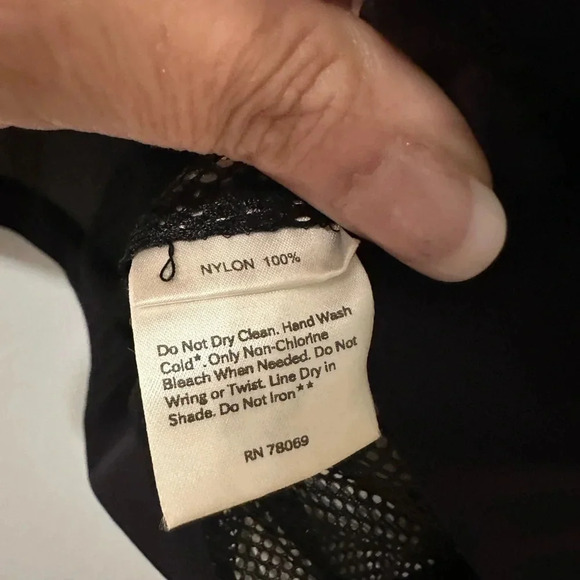 NYLON 100%
Do Not Dry Clean. Hand Wash
Cold*. Only Non-Chlorine
Bleach When Needed. Do Not
Wring or Twist. Line Dry in
Shade. Do Not Iron**
RN 78069